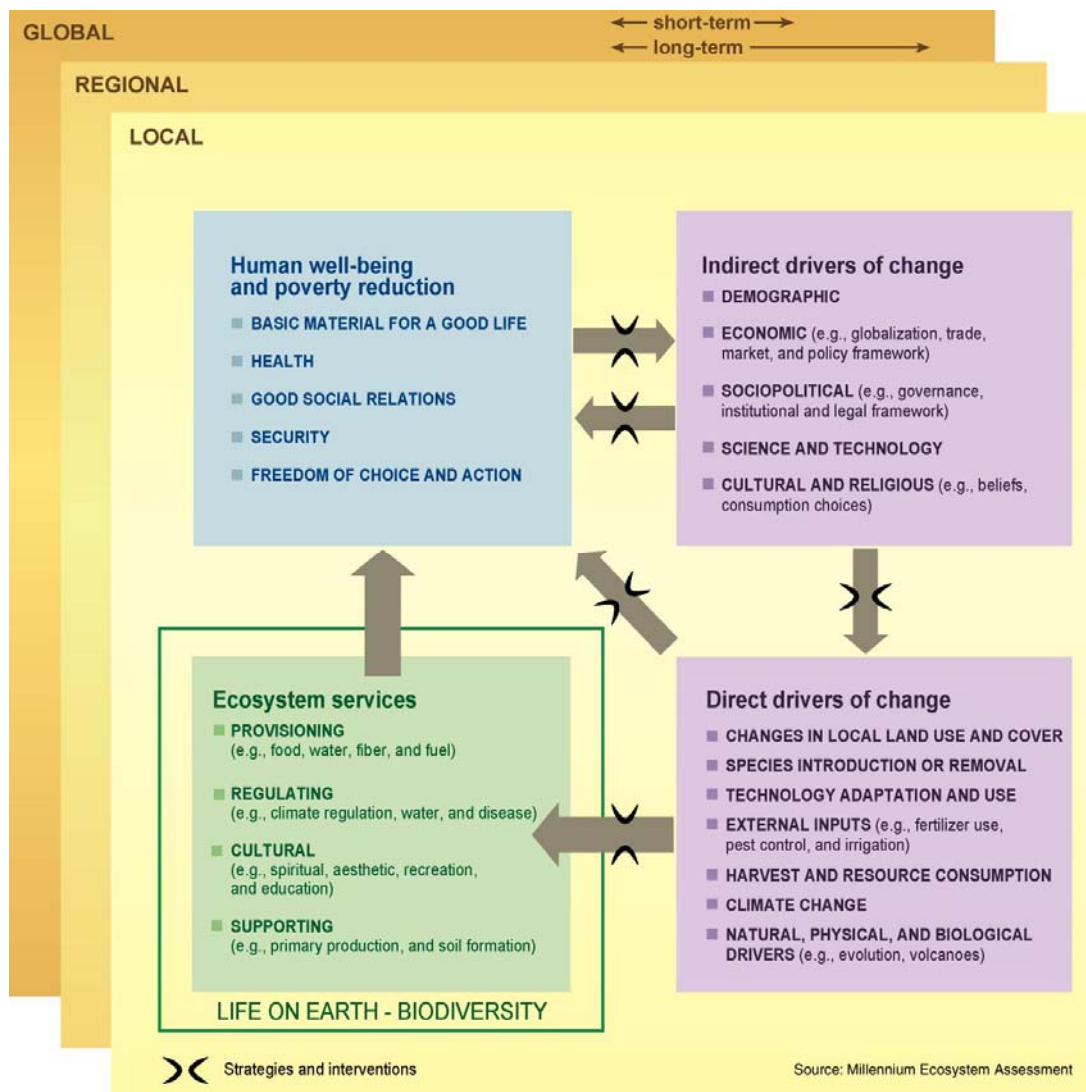 GLOBAL
short-term
long-term
REGIONAL
LOCAL
Human well-being
and poverty reduction
BASIC MATERIAL FOR A GOOD LIFE
HEALTH
GOOD SOCIAL RELATIONS
SECURITY
FREEDOM OF CHOICE AND ACTION
Indirect drivers of change
DEMOGRAPHIC
ECONOMIC (e.g., globalization, trade,
market, and policy framework)
SOCIOPOLITICAL (e.g., governance,
institutional and legal framework)
SCIENCE AND TECHNOLOGY
CULTURAL AND RELIGIOUS (e.g., beliefs,
consumption choices)
Ecosystem services
PROVISIONING
(e.g., food, water, fiber, and fuel)
REGULATING
(e.g., climate regulation, water, and disease)
CULTURAL
(e.g., spiritual, aesthetic, recreation,
and education)
SUPPORTING
(e.g., primary production, and soil formation)
LIFE ON EARTH - BIODIVERSITY
Direct drivers of change
CHANGES IN LOCAL LAND USE AND COVER
SPECIES INTRODUCTION OR REMOVAL
TECHNOLOGY ADAPTATION AND USE
EXTERNAL INPUTS (e.g., fertilizer use,
pest control, and irrigation)
HARVEST AND RESOURCE CONSUMPTION
CLIMATE CHANGE
NATURAL, PHYSICAL, AND BIOLOGICAL
DRIVERS (e.g., evolution, volcanoes)
Strategies and interventions
Source: Millennium Ecosystem Assessment